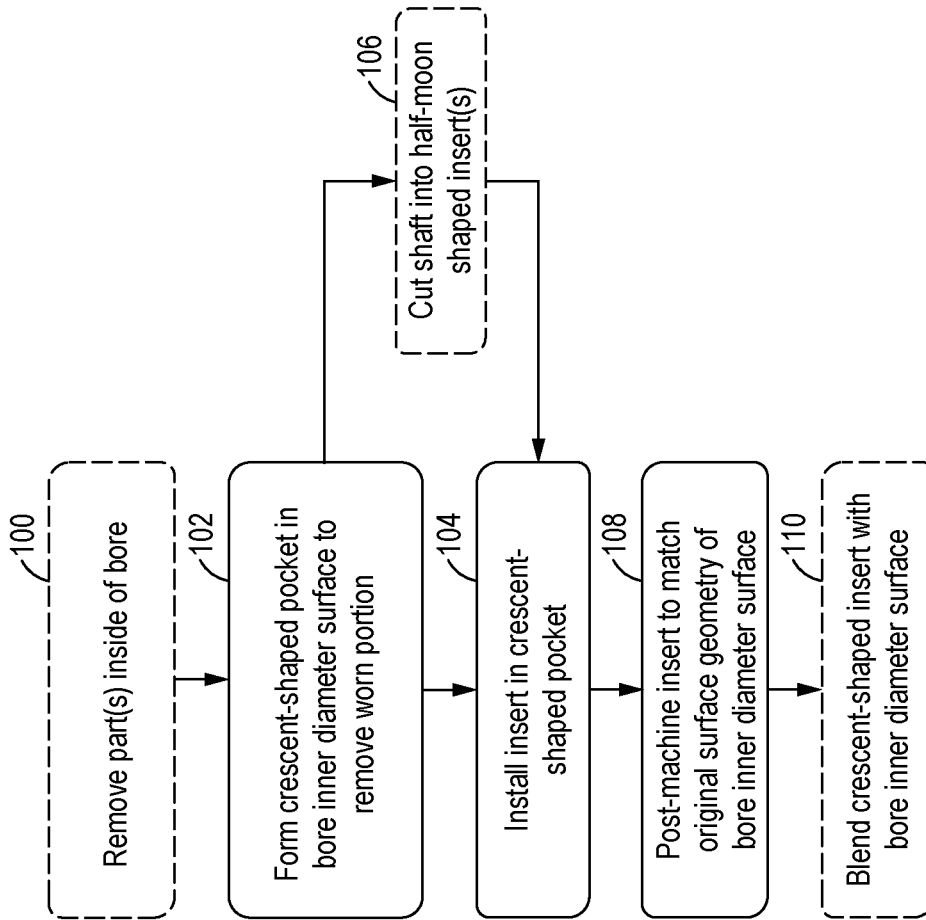 100
Remove part(s) inside of bore
102
Form crescent-shaped pocket in
bore inner diameter surface to
remove worn portion
106
Cut shaft into half-moon
shaped insert(s)
104
Install insert in crescent-
shaped pocket
108
Post-machine insert to match
original surface geometry of
bore inner diameter surface
110
Blend crescent-shaped insert with
bore inner diameter surface